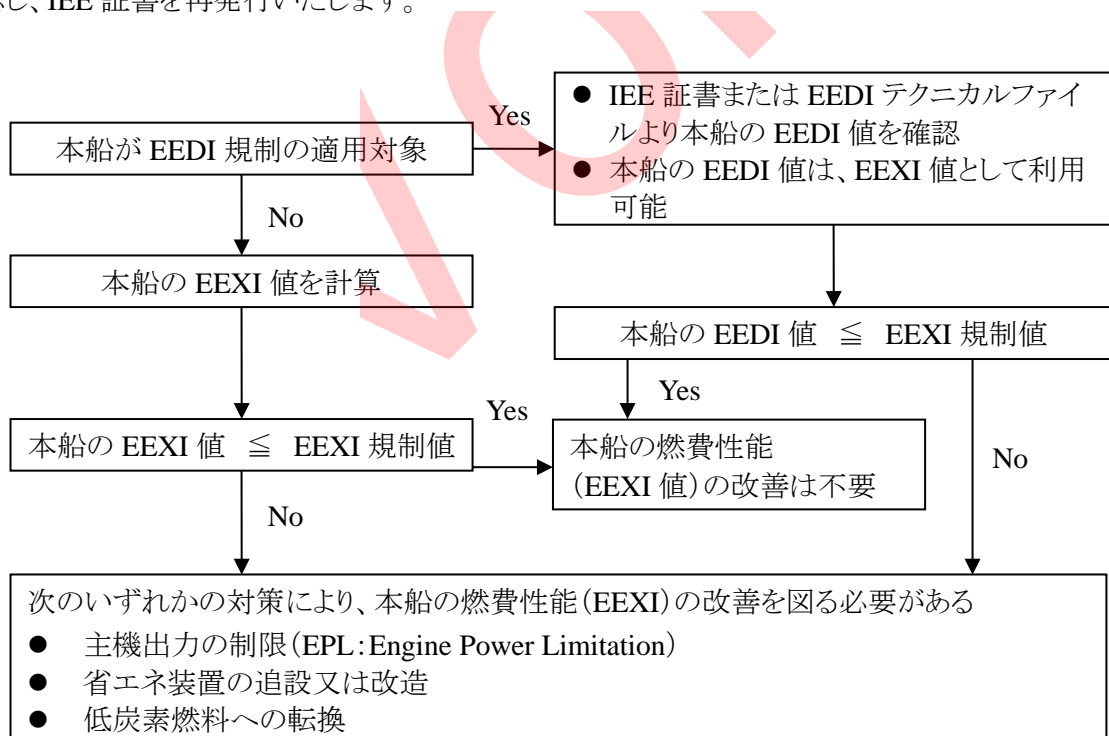 し、IEE 証書を再発行いたします。
本船が EEDI 規制の適用対象
Yes
● IEE 証書または EEDI テクニカルファイ
ルより本船の EEDI 値を確認
● 本船の EEDI 値は、EEXI 値として利用
可能
No
本船の EEXI 値を計算
本船の EEDI 値 ≦ EEXI 規制値
Yes
No
本船の EEXI 値 ≦ EEXI 規制値
Yes
本船の燃費性能
(EEXI 値)の改善は不要
No
次のいずれかの対策により、本船の燃費性能(EEXI)の改善を図る必要がある
● 主機出力の制限(EPL:Engine Power Limitation)
● 省エネ装置の追設又は改造
● 低炭素燃料への転換